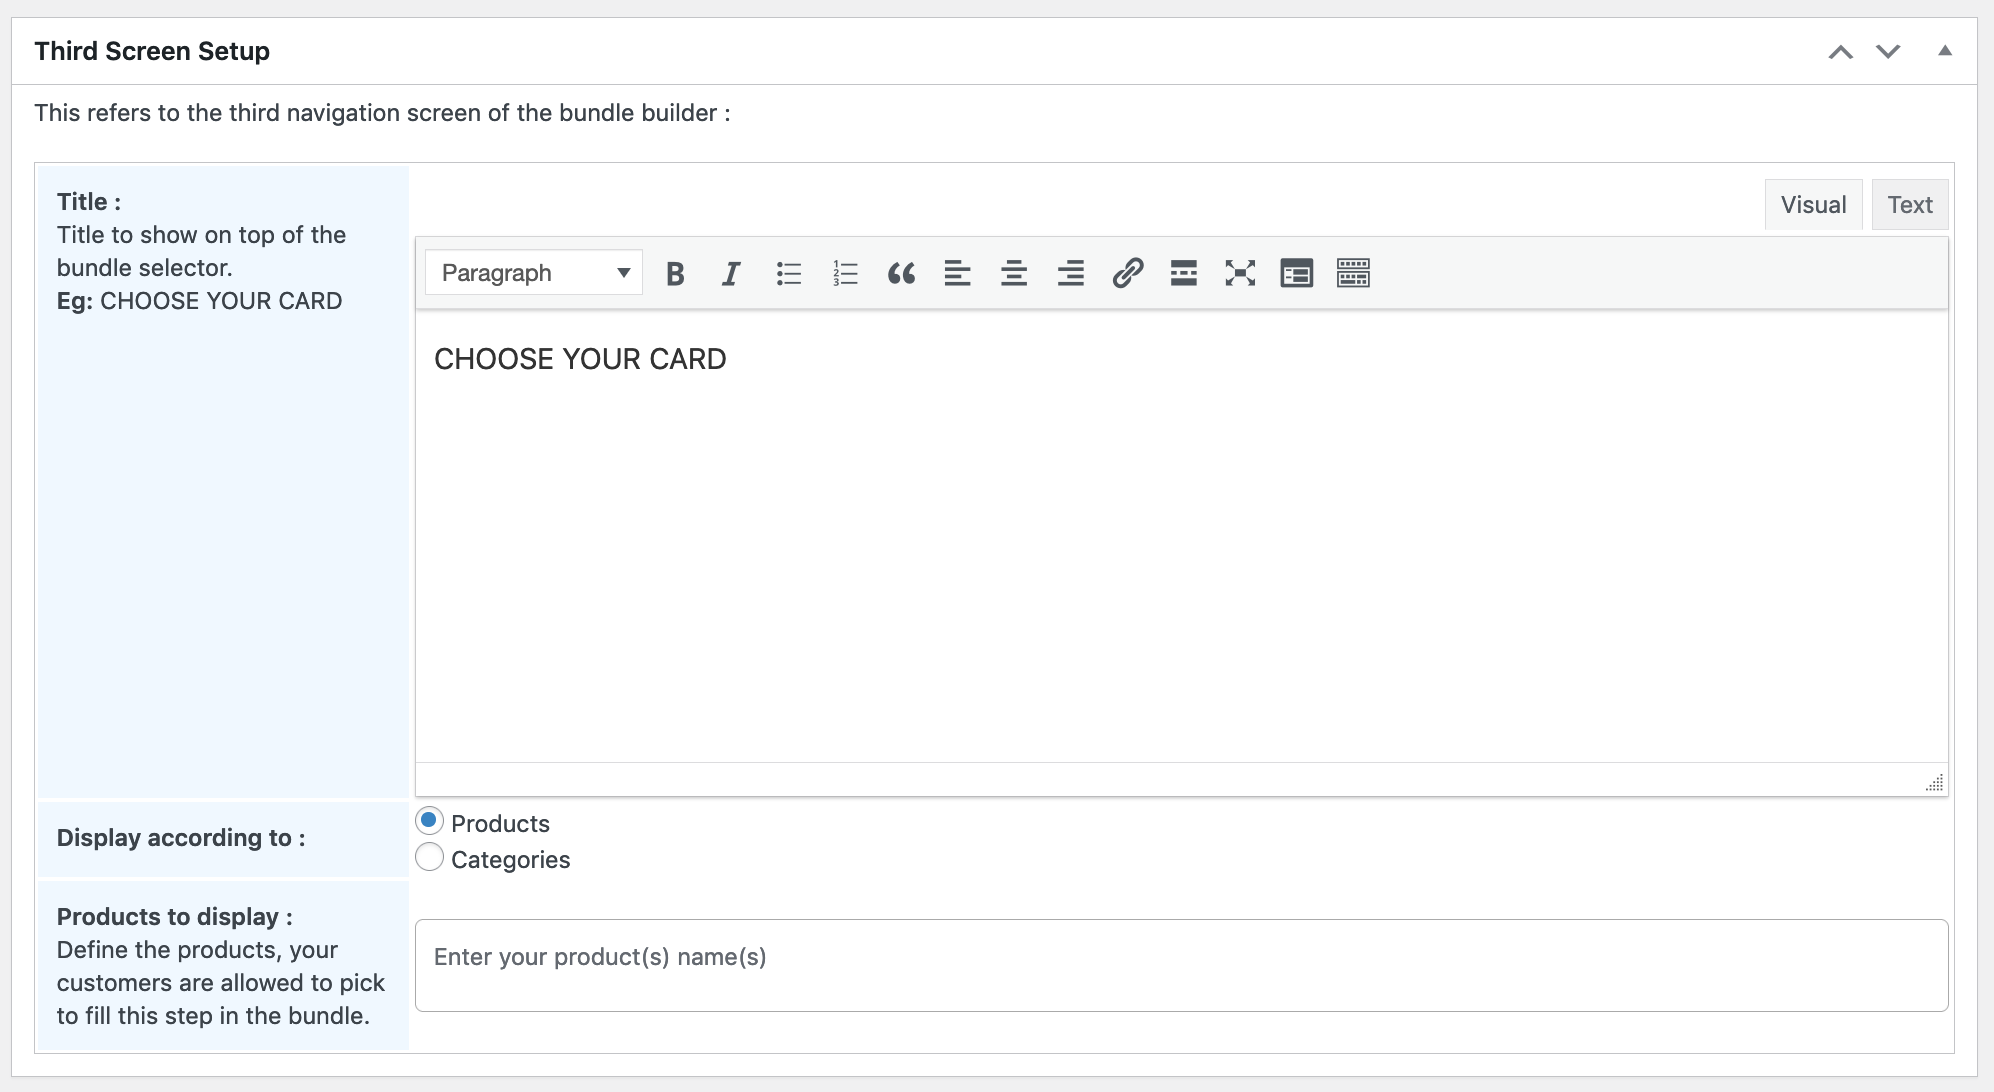 Third Screen Setup
This refers to the third navigation screen of the bundle builder :
Title :
Title to show on top of the
bundle selector.
Eg: CHOOSE YOUR CARD
Visual
Text
Paragraph
CHOOSE YOUR CARD
Display according to :
Products
Categories
Products to display :
Define the products, your
customers are allowed to pick
to fill this step in the bundle.
Enter your product(s) name(s)